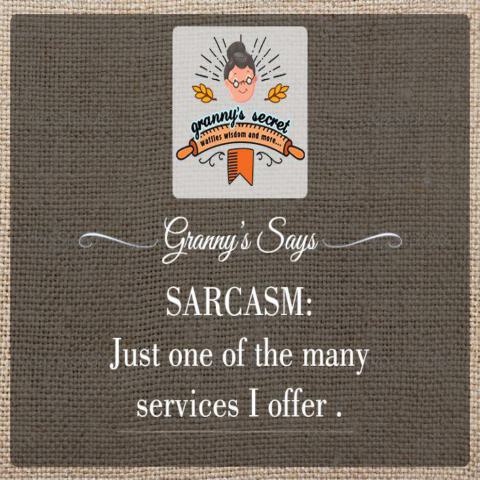 granny's secret
waffles wisdom and more...
Granny's Says
SARCASM:
Just one of the many
services I offer .